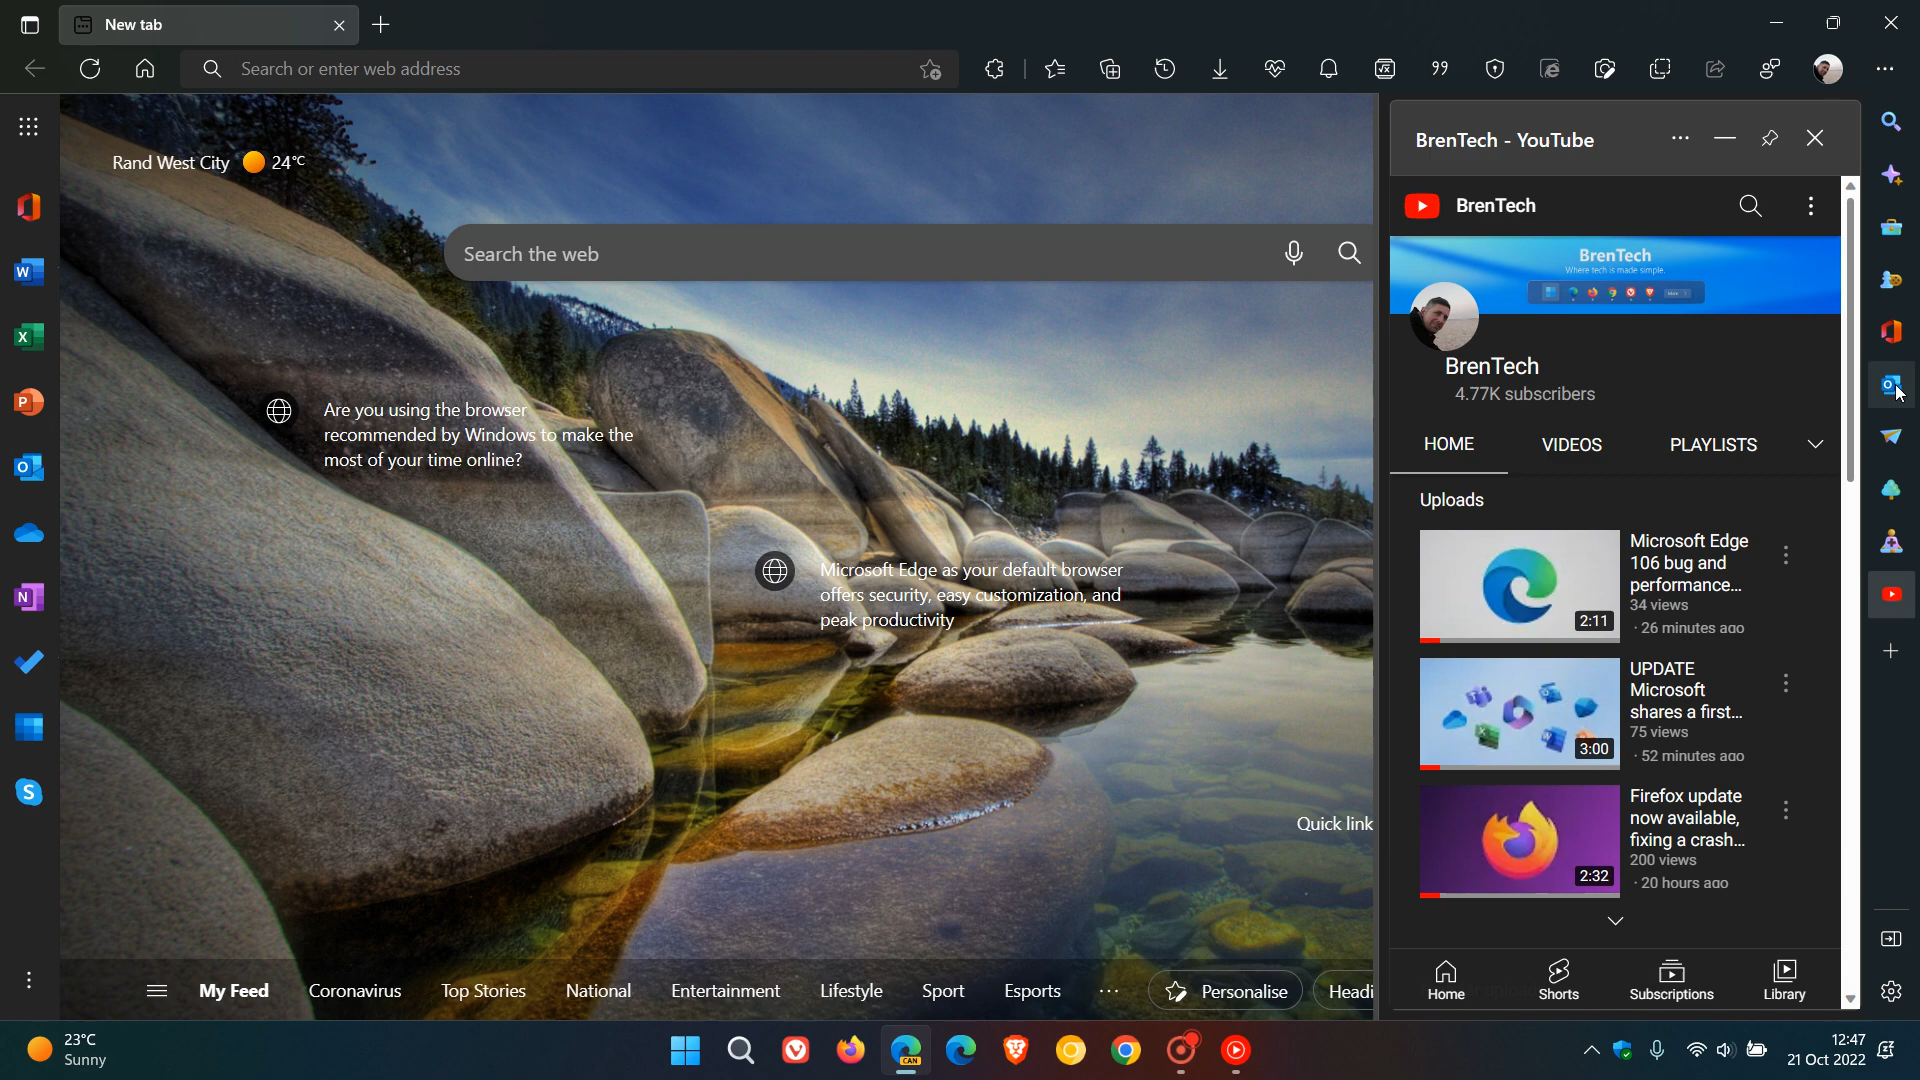 New tab
Search or enter web address
Rand West City 24°C
Search the web
Are you using the browser
recommended by Windows to make the
most of your time online?
Microsoft Edge as your default browser
offers security, easy customization, and
peak productivity
Quick link
My Feed Coronavirus Top Stories National Entertainment Lifestyle Sport Esports Personalise Headi
BrenTech - YouTube
BrenTech
BrenTech
Where tech is made simple.
BrenTech
4.77K subscribers
HOME VIDEOS PLAYLISTS
Uploads
Microsoft Edge
106 bug and
performance...
34 views
· 26 minutes ago
2:11
UPDATE
Microsoft
shares a first...
75 views
· 52 minutes ago
3:00
Firefox update
now available,
fixing a crash...
200 views
· 20 hours ago
2:32
Home Shorts Subscriptions Library
23°C
Sunny
CAN
12:47
21 Oct 2022